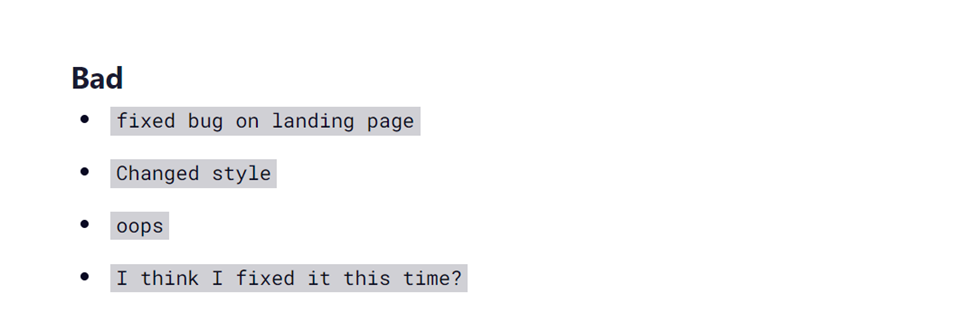 Bad
fixed bug on landing page
Changed style
oops
I think I fixed it this time?